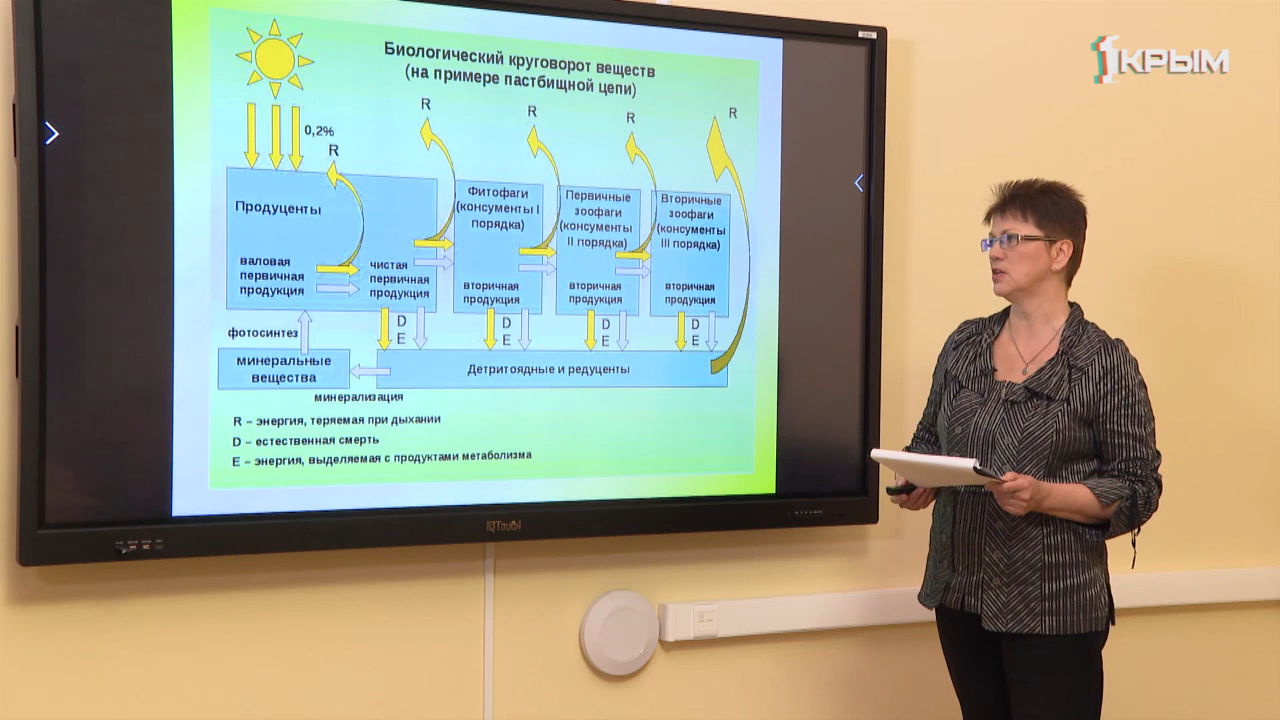 Биологический круговорот веществ
(на примере пастбищной цепи)
1КРЫМ
0,2%
R
R
R
R
R
Продуценты
валовая
первичная
продукция
чистая
первичная
продукция
Фитофаги
(консументы I
порядка)
вторичная
продукция
Первичные
зоофаги
(консументы
II порядка)
вторичная
продукция
Вторичные
зоофаги
(консументы
III порядка)
вторичная
продукция
D
E
D
E
D
E
D
E
фотосинтез
минеральные
вещества
Детритоядные и редуценты
минерализация
R – энергия, теряемая при дыхании
D – естественная смерть
E – энергия, выделяемая с продуктами метаболизма
IQTouch